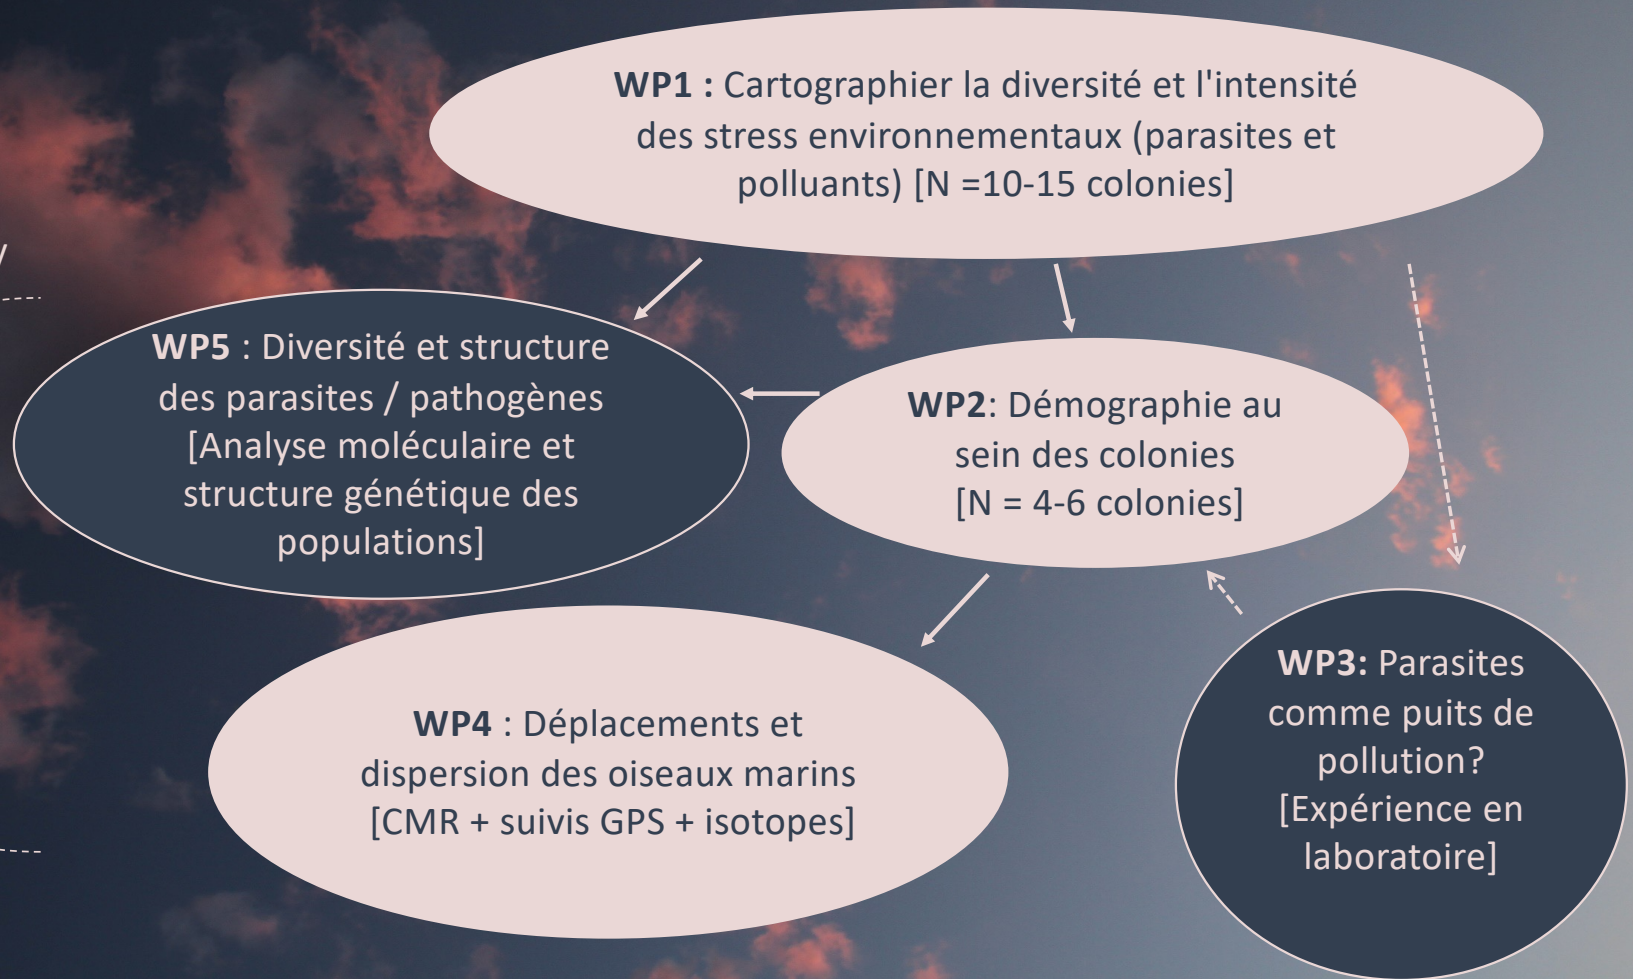 WP1 : Cartographier la diversité et l'intensité
des stress environnementaux (parasites et
polluants) [N =10-15 colonies]
WP5 : Diversité et structure
des parasites / pathogènes
[Analyse moléculaire et
structure génétique des
populations]
WP2: Démographie au
sein des colonies
[N = 4-6 colonies]
WP4 : Déplacements et
dispersion des oiseaux marins
[CMR + suivis GPS + isotopes]
WP3: Parasites
comme puits de
pollution?
[Expérience en
laboratoire]